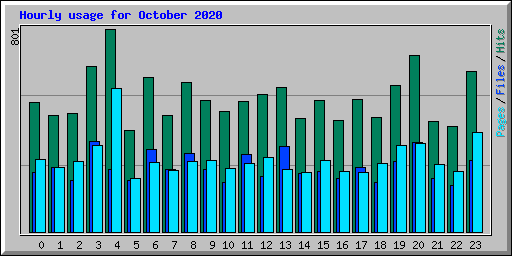 Hourly usage for October 2020
801
Pages / Files / Hits
0 1 2 3 4 5 6 7 8 9 10 11 12 13 14 15 16 17 18 19 20 21 22 23